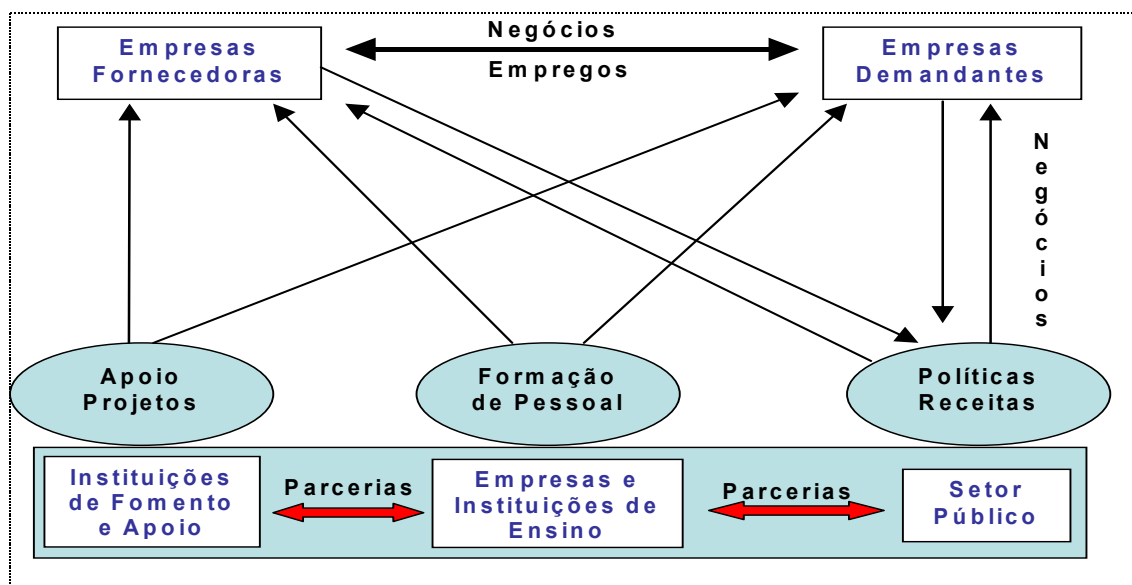 Empresas
Fornecedoras
Negócios
Empregos
Empresas
Demandantes
Negócios
Apoio
Projetos
Formação
de Pessoal
Políticas
Receitas
Instituições
de Fomento
e Apoio
Parcerias
Empresas e
Instituições de
Ensino
Parcerias
Setor
Público